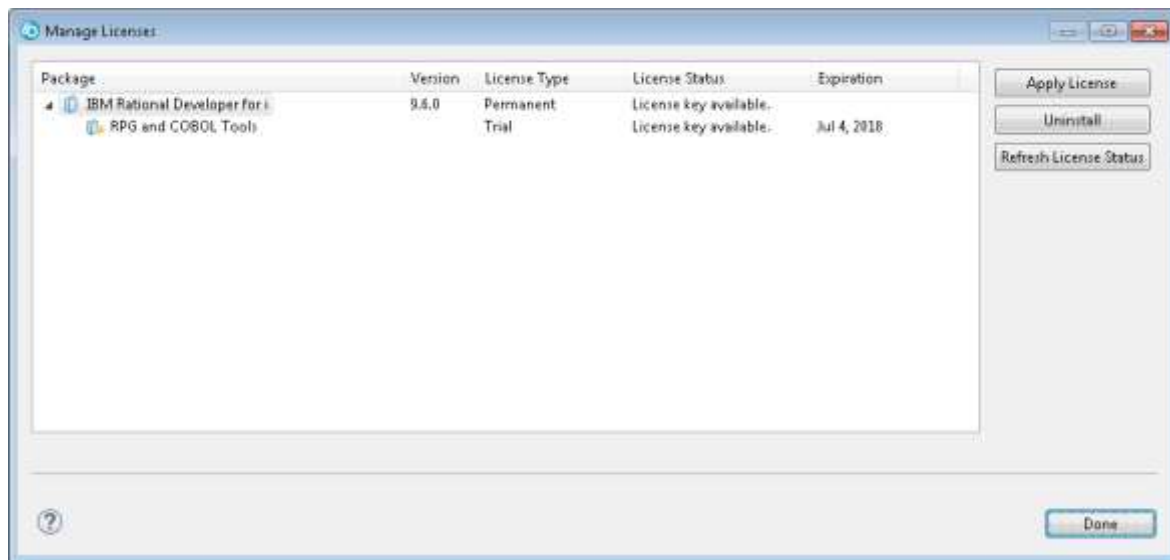 Manage Licenses
Package Version License Type License Status Expiration
IBM Rational Developer for i 9.6.0 Permanent License key available.
RPG and COBOL Tools Trial License key available. Jul 4, 2018
Apply License
Uninstall
Refresh License Status
?
Done